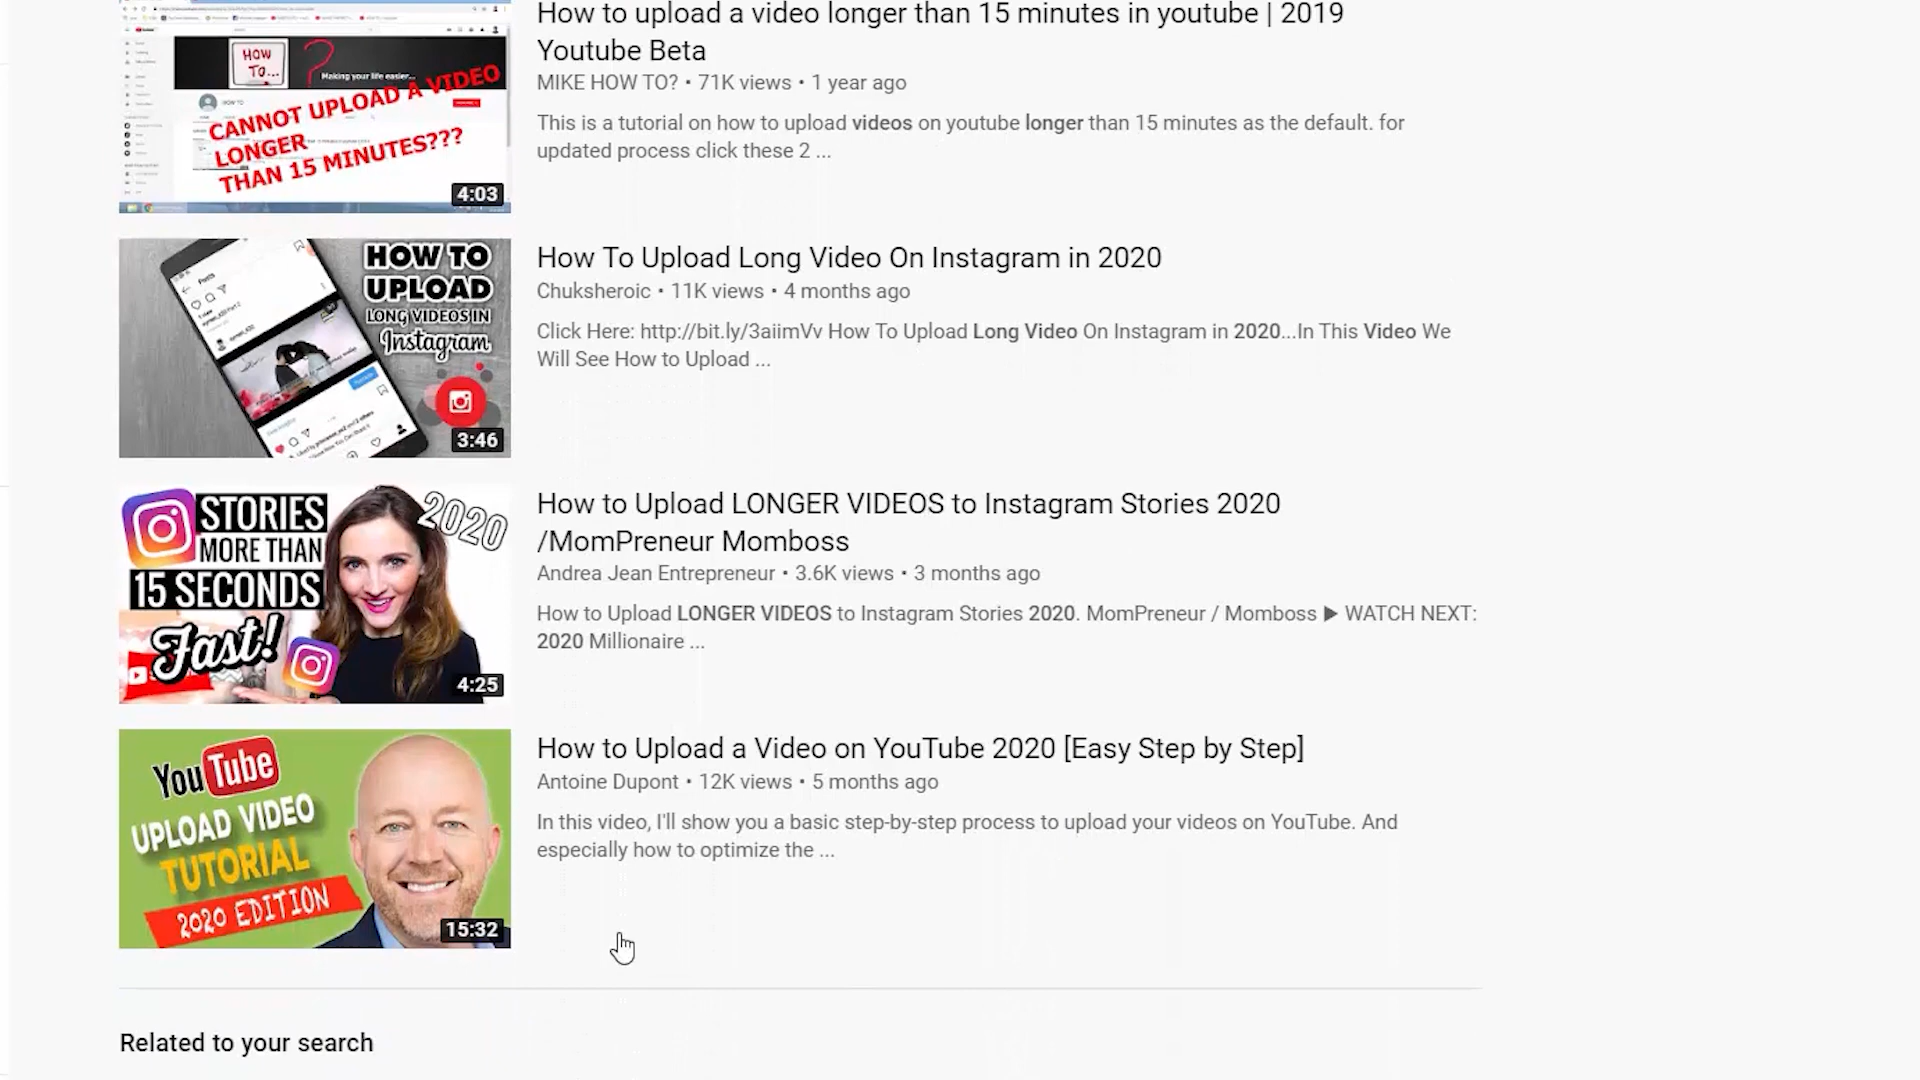 How to upload a video longer than 15 minutes in youtube | 2019
Youtube Beta
MIKE HOW TO? • 71K views • 1 year ago
This is a tutorial on how to upload videos on youtube longer than 15 minutes as the default. for
updated process click these 2 ...
HOW
TO...
Making your life easier...
HOW TO
CANNOT UPLOAD A VIDEO
LONGER
THAN 15 MINUTES???
4:03
How To Upload Long Video On Instagram in 2020
Chuksheroic • 11K views • 4 months ago
Click Here: http://bit.ly/3aiimVv How To Upload Long Video On Instagram in 2020...In This Video We
Will See How to Upload ...
HOW TO
UPLOAD
LONG VIDEOS IN
Instagram
Posts
3:46
How to Upload LONGER VIDEOS to Instagram Stories 2020
/MomPreneur Momboss
Andrea Jean Entrepreneur • 3.6K views • 3 months ago
How to Upload LONGER VIDEOS to Instagram Stories 2020. MomPreneur / Momboss ▶ WATCH NEXT:
2020 Millionaire ...
STORIES
MORE THAN
15 SECONDS
Fast!
2020
4:25
How to Upload a Video on YouTube 2020 [Easy Step by Step]
Antoine Dupont • 12K views • 5 months ago
In this video, I'll show you a basic step-by-step process to upload your videos on YouTube. And
especially how to optimize the ...
YouTube
UPLOAD VIDEO
TUTORIAL
2020 EDITION
15:32
Related to your search